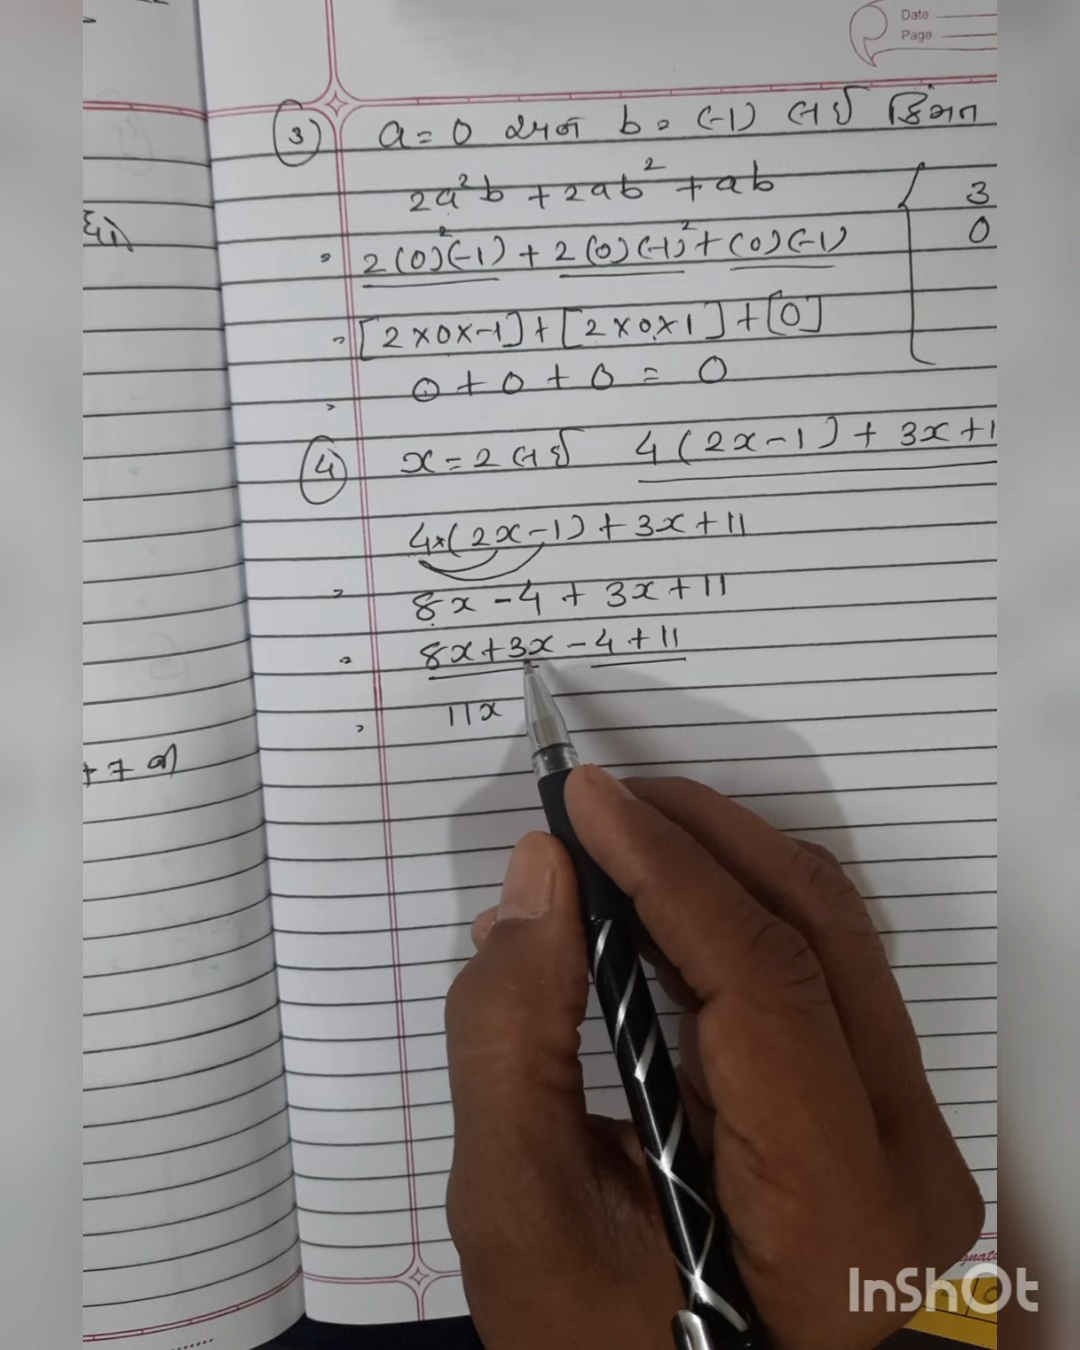 Date
Page
③ a = 0 અને b = (-1) લઈ કિંમત
2a²b + 2ab² + ab
3
0
= 2(0)²(-1) + 2(0)(-1)² + (0)(-1)
= [2×0×-1] + [2×0×1] + [0]
= 0 + 0 + 0 = 0
④ x = 2 લઈ 4(2x-1) + 3x + 1
4×(2x-1) + 3x + 11
= 8x - 4 + 3x + 11
= 8x + 3x - 4 + 11
= 11x
+ 7 ની
InShOt